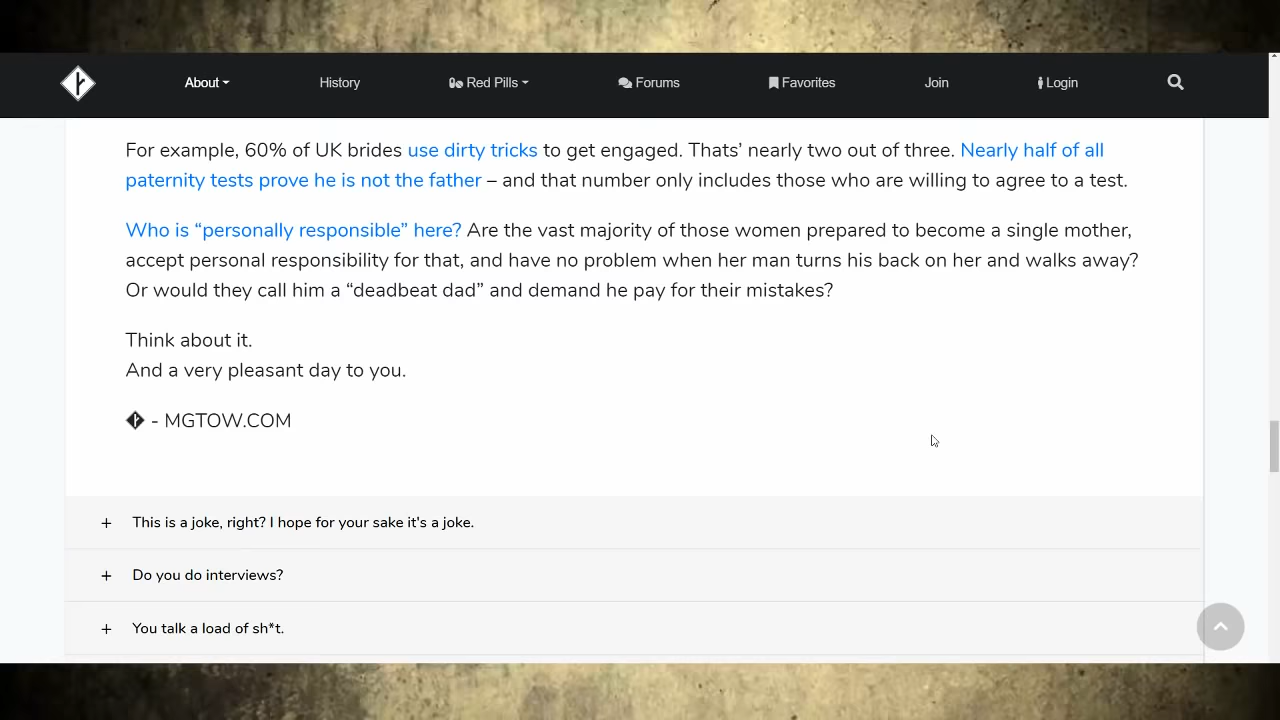 About History Red Pills Forums Favorites Join Login
For example, 60% of UK brides use dirty tricks to get engaged. Thats’ nearly two out of three. Nearly half of all
paternity tests prove he is not the father – and that number only includes those who are willing to agree to a test.
Who is “personally responsible” here? Are the vast majority of those women prepared to become a single mother,
accept personal responsibility for that, and have no problem when her man turns his back on her and walks away?
Or would they call him a “deadbeat dad” and demand he pay for their mistakes?
Think about it.
And a very pleasant day to you.
- MGTOW.COM
+ This is a joke, right? I hope for your sake it's a joke.
+ Do you do interviews?
+ You talk a load of sh*t.